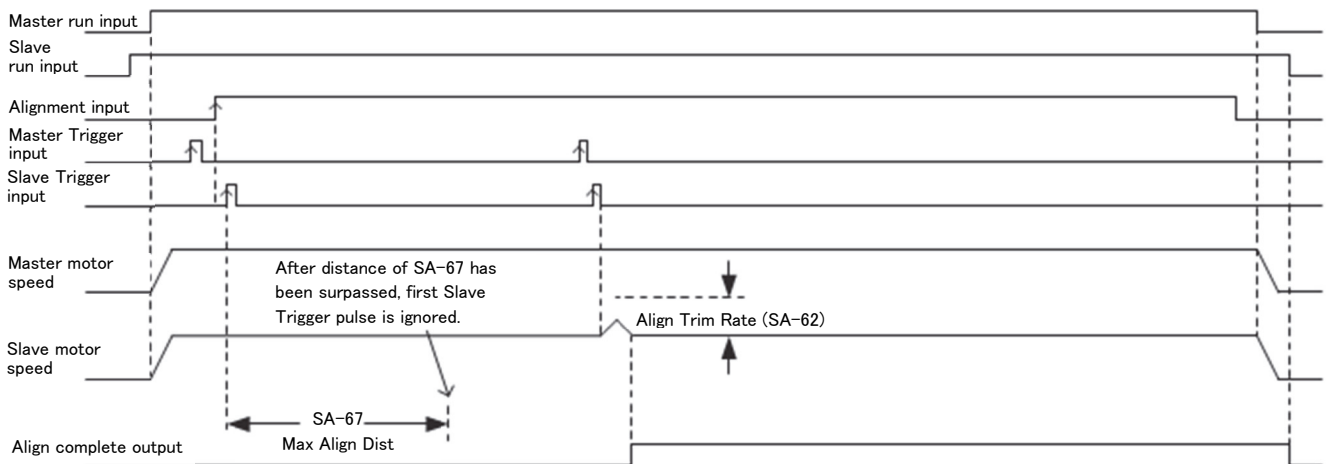 Master run input
Slave
run input
Alignment input
Master Trigger
input
Slave Trigger
input
Master motor
speed
After distance of SA-67 has
been surpassed, first Slave
Trigger pulse is ignored.
Align Trim Rate (SA-62)
Slave motor
speed
SA-67
Max Align Dist
Align complete output